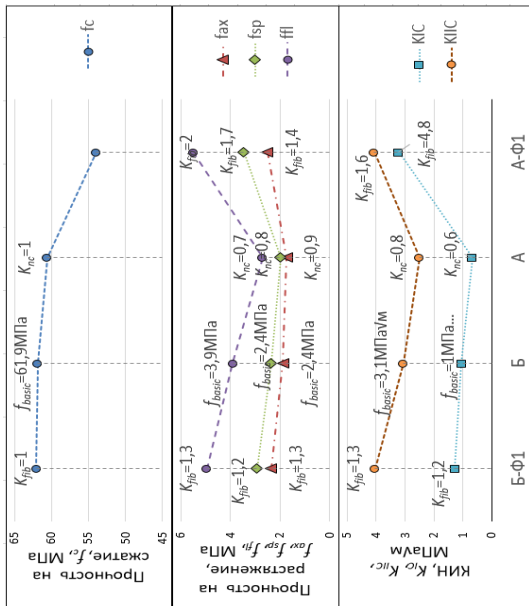 Прочность на
сжатие, fc, МПа
65
60
55
50
45
Kfib=1
fbasic=61,9МПа
Knc=1
fc
Прочность на
растяжение,
fax, fsp, ffl, МПа
6
4
2
0
Kfib=1,3
Kfib=1,2
Kfib=1,3
fbasic=3,9МПа
fbasic=2,4МПа
fbasic=2,4МПа
Knc=0,7
Knc=0,8
Knc=0,9
Kfib=2
Kfib=1,7
Kfib=1,4
fax
fsp
ffl
КИН, KIC, KIIC,
МПа√м
5
4
3
2
1
0
Kfib=1,3
Kfib=1,2
fbasic=3,1МПа√м
fbasic=1МПа...
Knc=0,8
Knc=0,6
Kfib=1,6
Kfib=4,8
KIC
KIIC
Б-Ф1
Б
А
А-Ф1